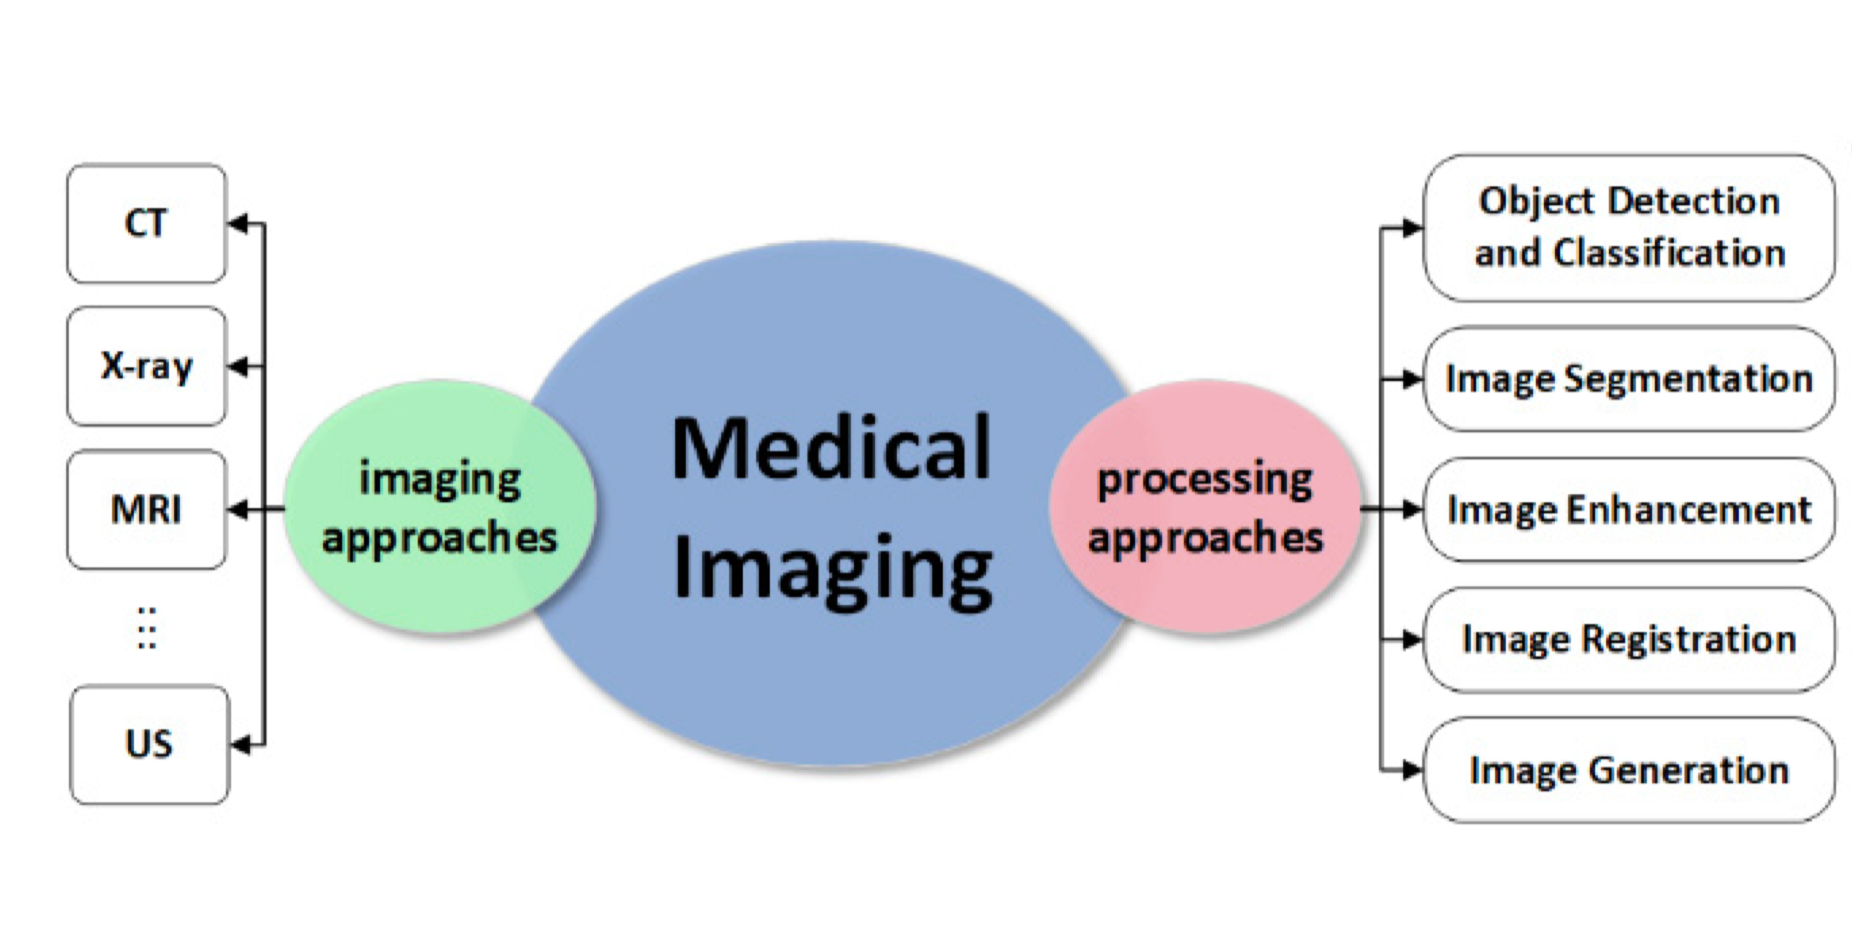 CT
X-ray
MRI
US
imaging
approaches
Medical
Imaging
processing
approaches
Object Detection
and Classification
Image Segmentation
Image Enhancement
Image Registration
Image Generation